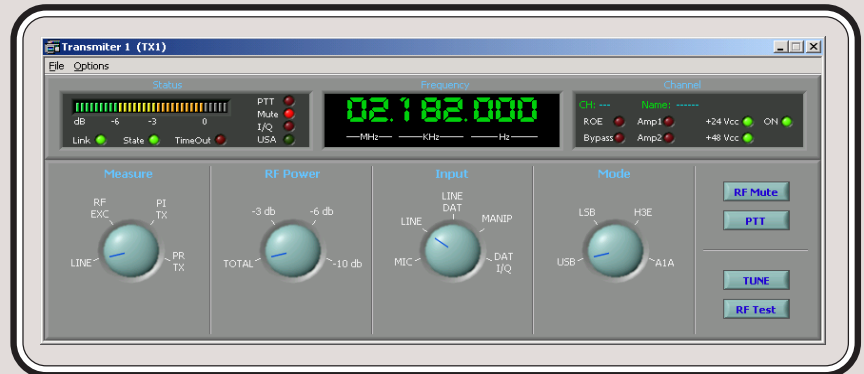 Transmiter 1 (TX1)
File Options
Status
PTT
Mute
I/Q
USA
dB -6 -3 0
Link State TimeOut
Frequency
02.182.000
MHz KHz Hz
Channel
CH: --- Name: ------
ROE Amp1 +24 Vcc ON
Bypass Amp2 +48 Vcc
Measure
RF EXC
PI TX
LINE
PR TX
RF Power
-3 db -6 db
TOTAL -10 db
Input
LINE DAT
LINE MANIP
MIC
DAT I/Q
Mode
LSB H3E
USB A1A
RF Mute
PTT
TUNE
RF Test